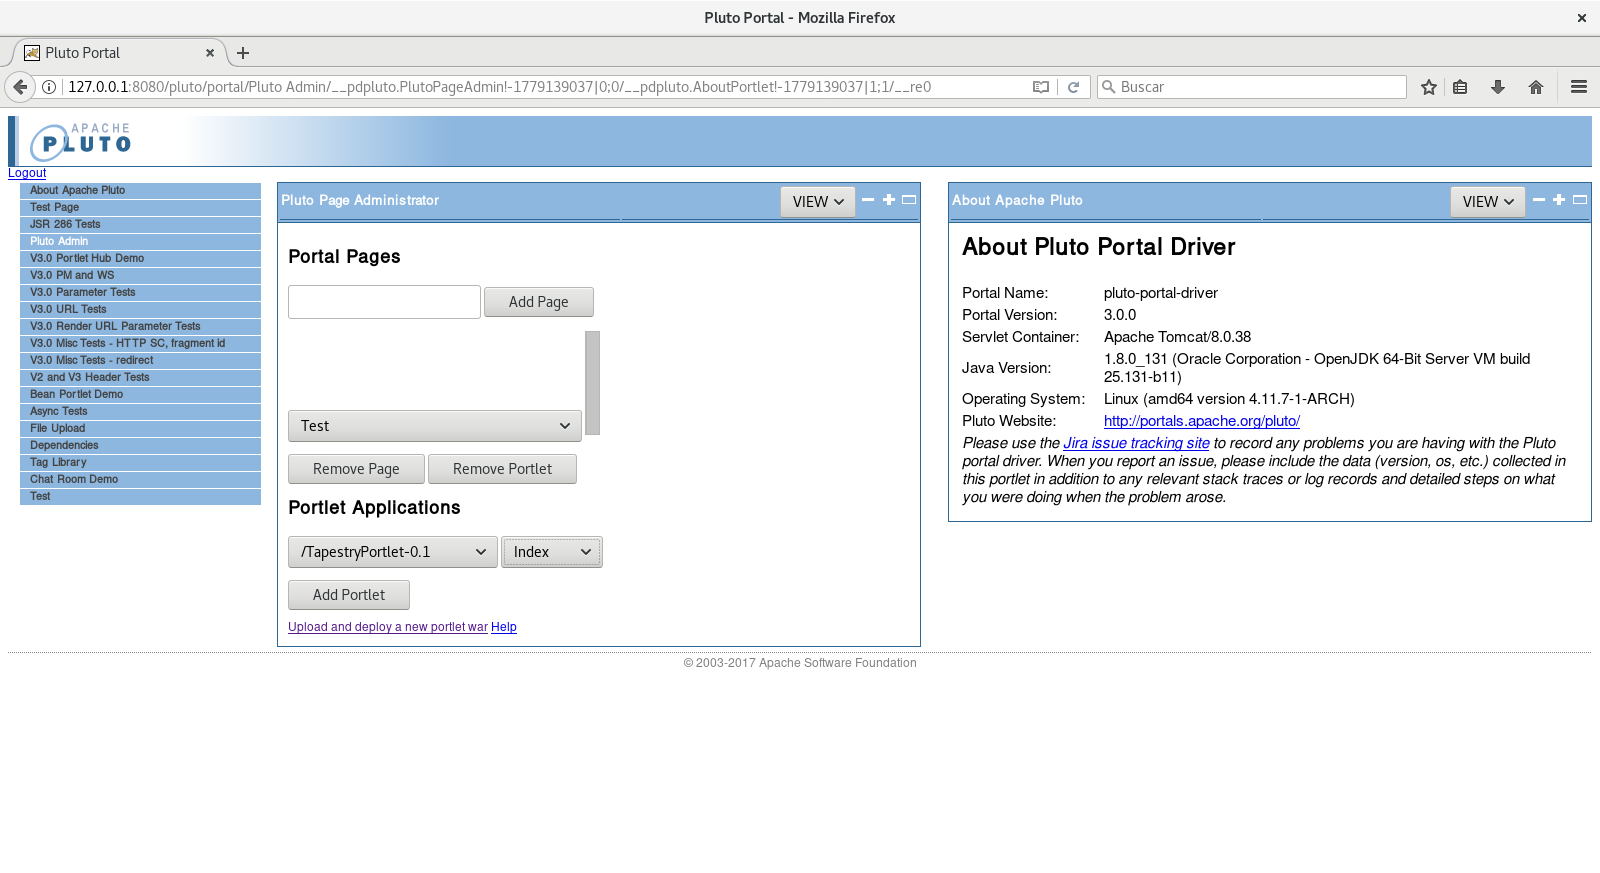 Pluto Portal - Mozilla Firefox
Pluto Portal
127.0.0.1:8080/pluto/portal/Pluto Admin/__pdpluto.PlutoPageAdmin!-1779139037|0;0/__pdpluto.AboutPortlet!-1779139037|1;1/__re0
Buscar
APACHE
PLUTO
Logout
About Apache Pluto
Test Page
JSR 286 Tests
Pluto Admin
V3.0 Portlet Hub Demo
V3.0 PM and WS
V3.0 Parameter Tests
V3.0 URL Tests
V3.0 Render URL Parameter Tests
V3.0 Misc Tests - HTTP SC, fragment id
V3.0 Misc Tests - redirect
V2 and V3 Header Tests
Bean Portlet Demo
Async Tests
File Upload
Dependencies
Tag Library
Chat Room Demo
Test
Pluto Page Administrator
VIEW
Portal Pages
Add Page
Test
Remove Page
Remove Portlet
Portlet Applications
/TapestryPortlet-0.1
Index
Add Portlet
Upload and deploy a new portlet war Help
About Apache Pluto
VIEW
About Pluto Portal Driver
Portal Name: pluto-portal-driver
Portal Version: 3.0.0
Servlet Container: Apache Tomcat/8.0.38
Java Version: 1.8.0_131 (Oracle Corporation - OpenJDK 64-Bit Server VM build
25.131-b11)
Operating System: Linux (amd64 version 4.11.7-1-ARCH)
Pluto Website: http://portals.apache.org/pluto/
Please use the Jira issue tracking site to record any problems you are having with the Pluto
portal driver. When you report an issue, please include the data (version, os, etc.) collected in
this portlet in addition to any relevant stack traces or log records and detailed steps on what
you were doing when the problem arose.
© 2003-2017 Apache Software Foundation